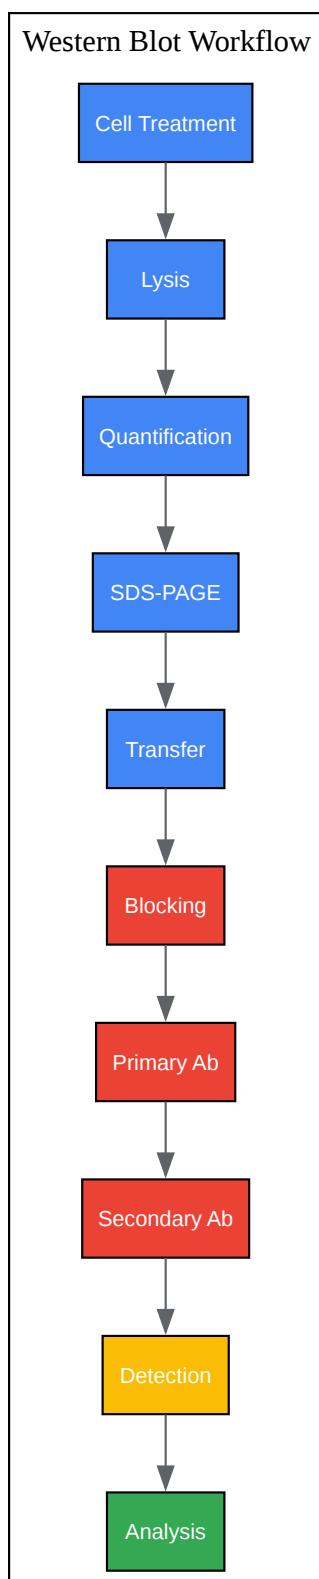 Western Blot Workflow
Cell Treatment
Lysis
Quantification
SDS-PAGE
Transfer
Blocking
Primary Ab
Secondary Ab
Detection
Analysis